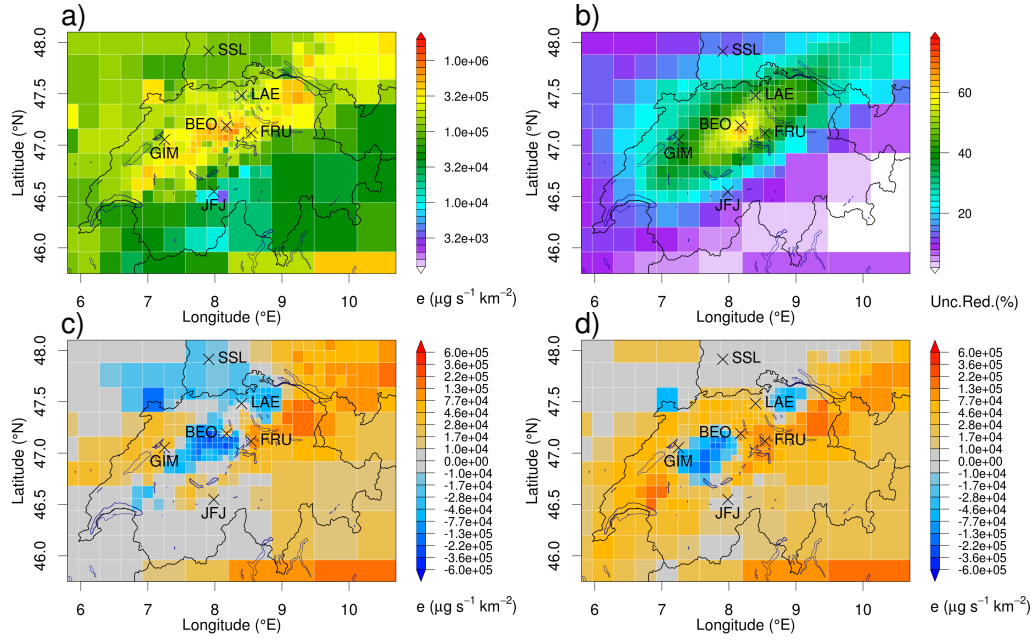 a)
48.0
47.5
47.0
46.5
46.0
Latitude (°N)
SSL
LAE
BEO
FRU
GIM
JFJ
6 7 8 9 10
Longitude (°E)
1.0e+06
3.2e+05
1.0e+05
3.2e+04
1.0e+04
3.2e+03
e (μg s⁻¹ km⁻²)
b)
48.0
47.5
47.0
46.5
46.0
Latitude (°N)
SSL
LAE
BEO
FRU
GIM
JFJ
6 7 8 9 10
Longitude (°E)
60
40
20
Unc.Red.(%)
c)
48.0
47.5
47.0
46.5
46.0
Latitude (°N)
SSL
LAE
BEO
FRU
GIM
JFJ
6 7 8 9 10
Longitude (°E)
6.0e+05
3.6e+05
2.2e+05
1.3e+05
7.7e+04
4.6e+04
2.8e+04
1.7e+04
1.0e+04
0.0e+00
-1.0e+04
-1.7e+04
-2.8e+04
-4.6e+04
-7.7e+04
-1.3e+05
-2.2e+05
-3.6e+05
-6.0e+05
e (μg s⁻¹ km⁻²)
d)
48.0
47.5
47.0
46.5
46.0
Latitude (°N)
SSL
LAE
BEO
FRU
GIM
JFJ
6 7 8 9 10
Longitude (°E)
6.0e+05
3.6e+05
2.2e+05
1.3e+05
7.7e+04
4.6e+04
2.8e+04
1.7e+04
1.0e+04
0.0e+00
-1.0e+04
-1.7e+04
-2.8e+04
-4.6e+04
-7.7e+04
-1.3e+05
-2.2e+05
-3.6e+05
-6.0e+05
e (μg s⁻¹ km⁻²)